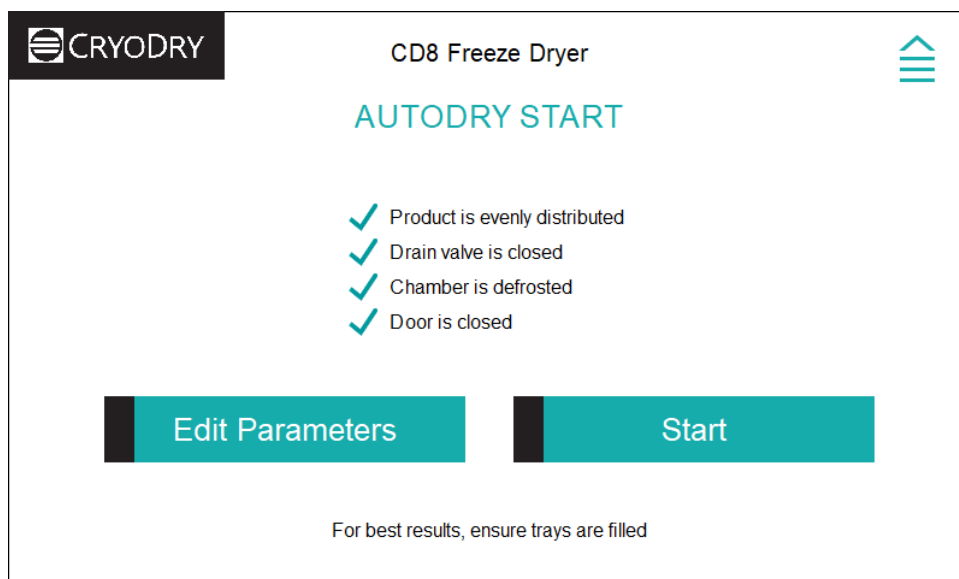 CRYODRY
CD8 Freeze Dryer
AUTODRY START
Product is evenly distributed
Drain valve is closed
Chamber is defrosted
Door is closed
Edit Parameters
Start
For best results, ensure trays are filled